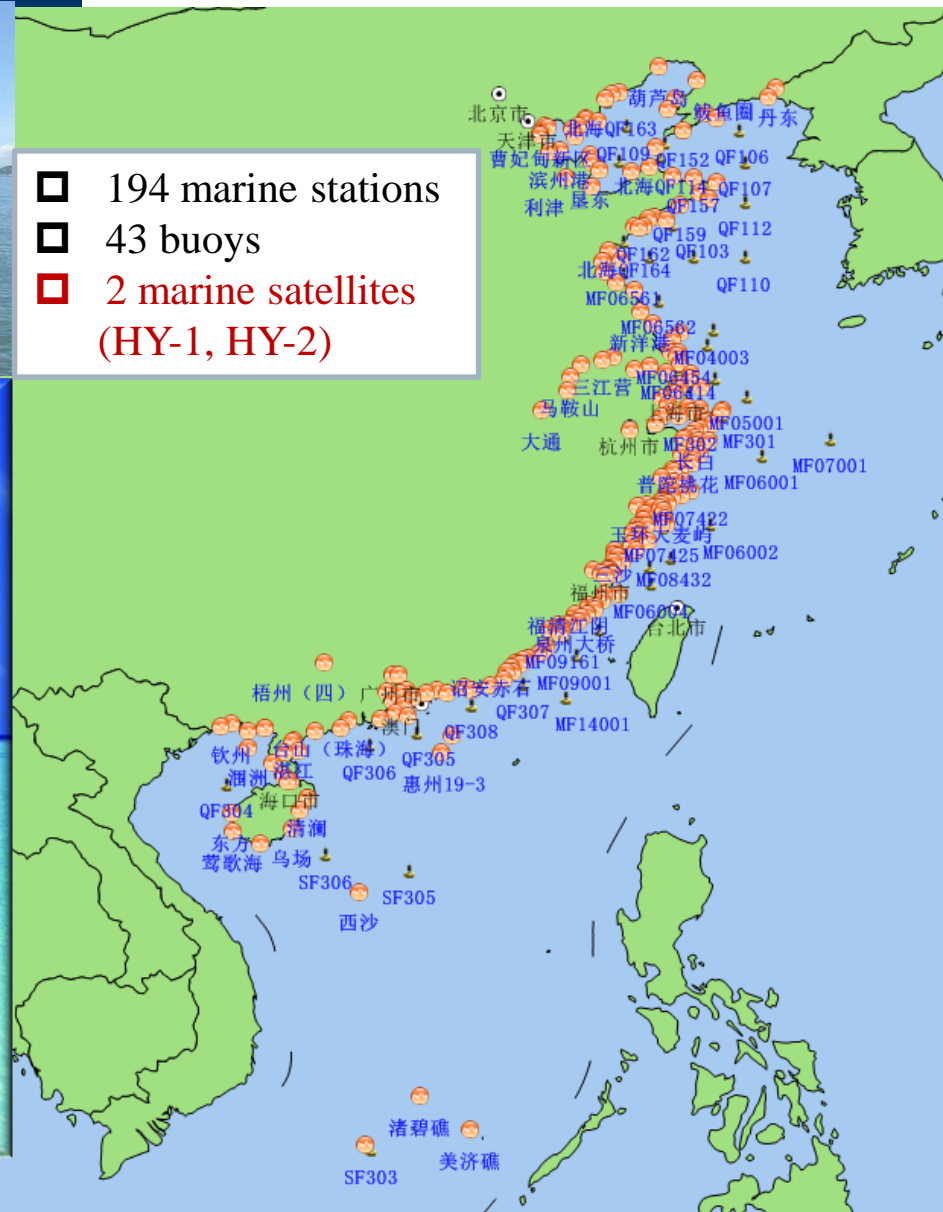 194 marine stations
43 buoys
2 marine satellites
(HY-1, HY-2)
北京市
天津市
葫芦岛
鲅鱼圈
丹东
北海QF163
曹妃甸新区
QF109
QF152
QF106
滨州港
北海QF114
QF107
利津
垦东
QF157
QF112
QF159
QF162
QF103
北海QF164
QF110
MF06561
MF06562
新洋港
MF04003
三江营
MF06454
MF06414
马鞍山
上海市
MF05001
大通
杭州市
MF302
MF301
长白
MF07001
普陀桃花
MF06001
MF07422
玉环大麦屿
MF07425
MF06002
三沙
MF08432
福州市
MF06004
福清江阴
台北市
泉州大桥
MF09161
梧州（四）
广州市
诏安赤石
MF09001
QF307
MF14001
澳门
QF308
钦州
台山（珠海）
涠洲
湛江
QF306
QF305
惠州19-3
海口市
QF304
清澜
东方
莺歌海
乌场
SF306
SF305
西沙
渚碧礁
美济礁
SF303